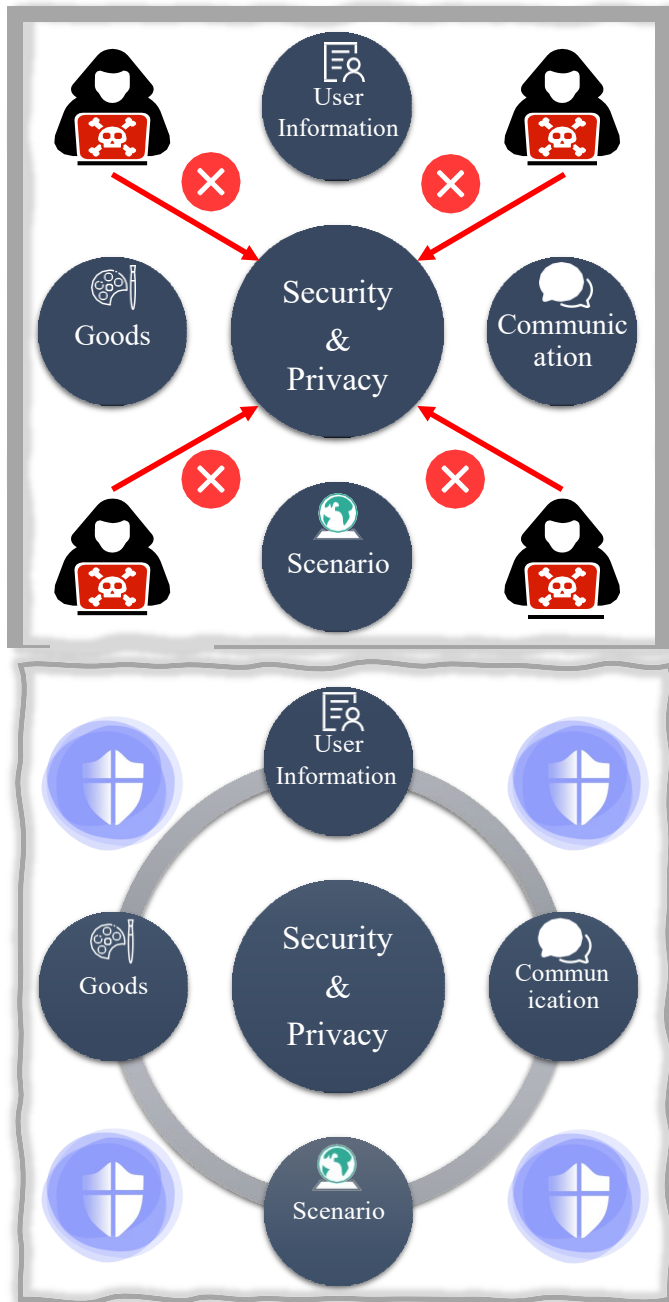 User
Information
Security
&
Privacy
Goods
Communic
ation
Scenario
User
Information
Security
&
Privacy
Goods
Commun
ication
Scenario